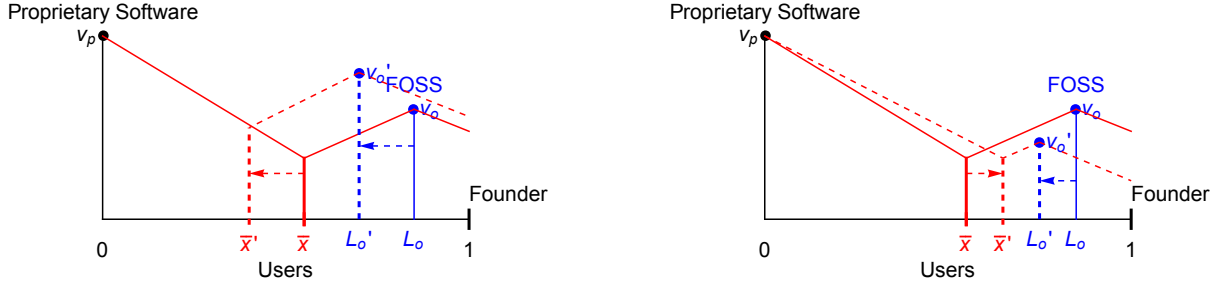 Proprietary Software
v_p
v_o'
FOSS
v_o
Founder
0
x̅'
x̅
L_o'
L_o
1
Users
Proprietary Software
v_p
FOSS
v_o
v_o'
Founder
0
x̅
x̅'
L_o'
L_o
1
Users